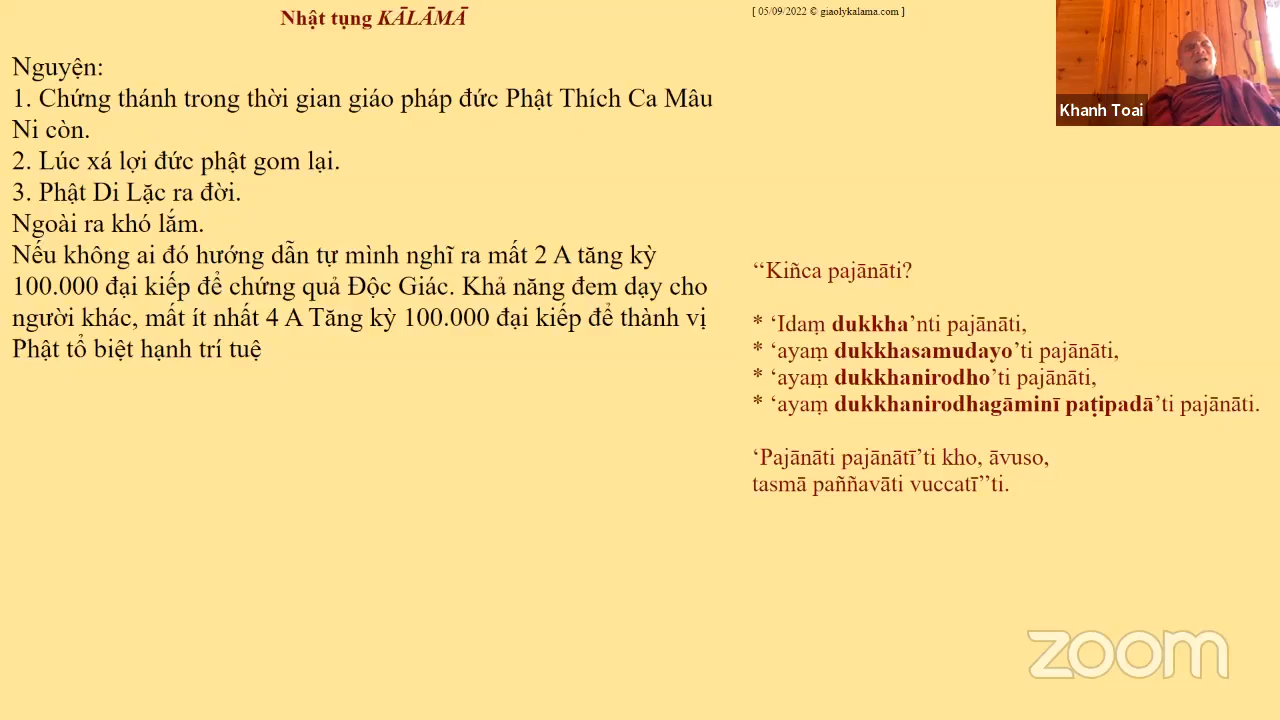 Nhật tụng KĀLĀMĀ
[ 05/09/2022 © giaolykalama.com ]
Khanh Toai
Nguyện:
1. Chứng thánh trong thời gian giáo pháp đức Phật Thích Ca Mâu
Ni còn.
2. Lúc xá lợi đức phật gom lại.
3. Phật Di Lặc ra đời.
Ngoài ra khó lắm.
Nếu không ai đó hướng dẫn tự mình nghĩ ra mất 2 A tăng kỳ
100.000 đại kiếp để chứng quả Độc Giác. Khả năng đem dạy cho
người khác, mất ít nhất 4 A Tăng kỳ 100.000 đại kiếp để thành vị
Phật tổ biệt hạnh trí tuệ
‘‘Kiñca pajānāti?
* ‘Idaṃ dukkha’nti pajānāti,
* ‘ayaṃ dukkhasamudayo’ti pajānāti,
* ‘ayaṃ dukkhanirodho’ti pajānāti,
* ‘ayaṃ dukkhanirodhagāminī paṭipadā’ti pajānāti.
‘Pajānāti pajānātī’ti kho, āvuso,
tasmā paññavāti vuccatī’’ti.
zoom